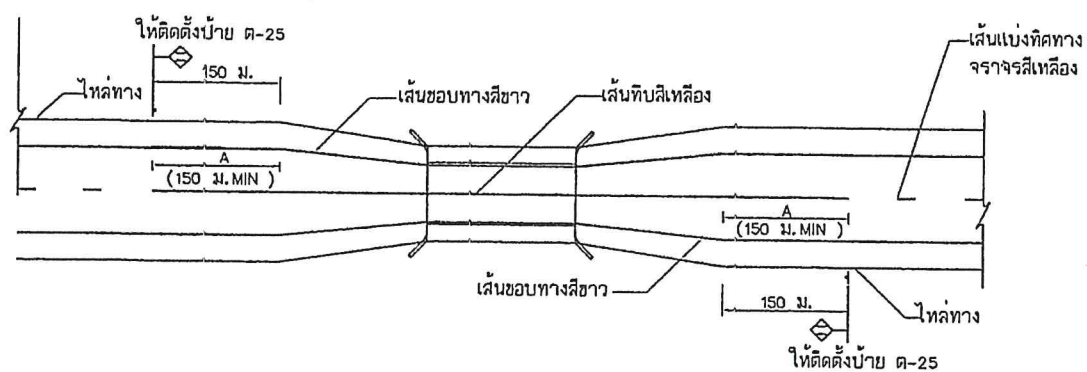 ให้ติดตั้งป้าย ต-25
150 ม.
ไหล่ทาง
เส้นขอบทางสีขาว
เส้นทึบสีเหลือง
เส้นแบ่งทิศทาง
จราจรสีเหลือง
A
(150 ม.MIN )
A
(150 ม.MIN )
เส้นขอบทางสีขาว
150 ม.
ไหล่ทาง
ให้ติดตั้งป้าย ต-25